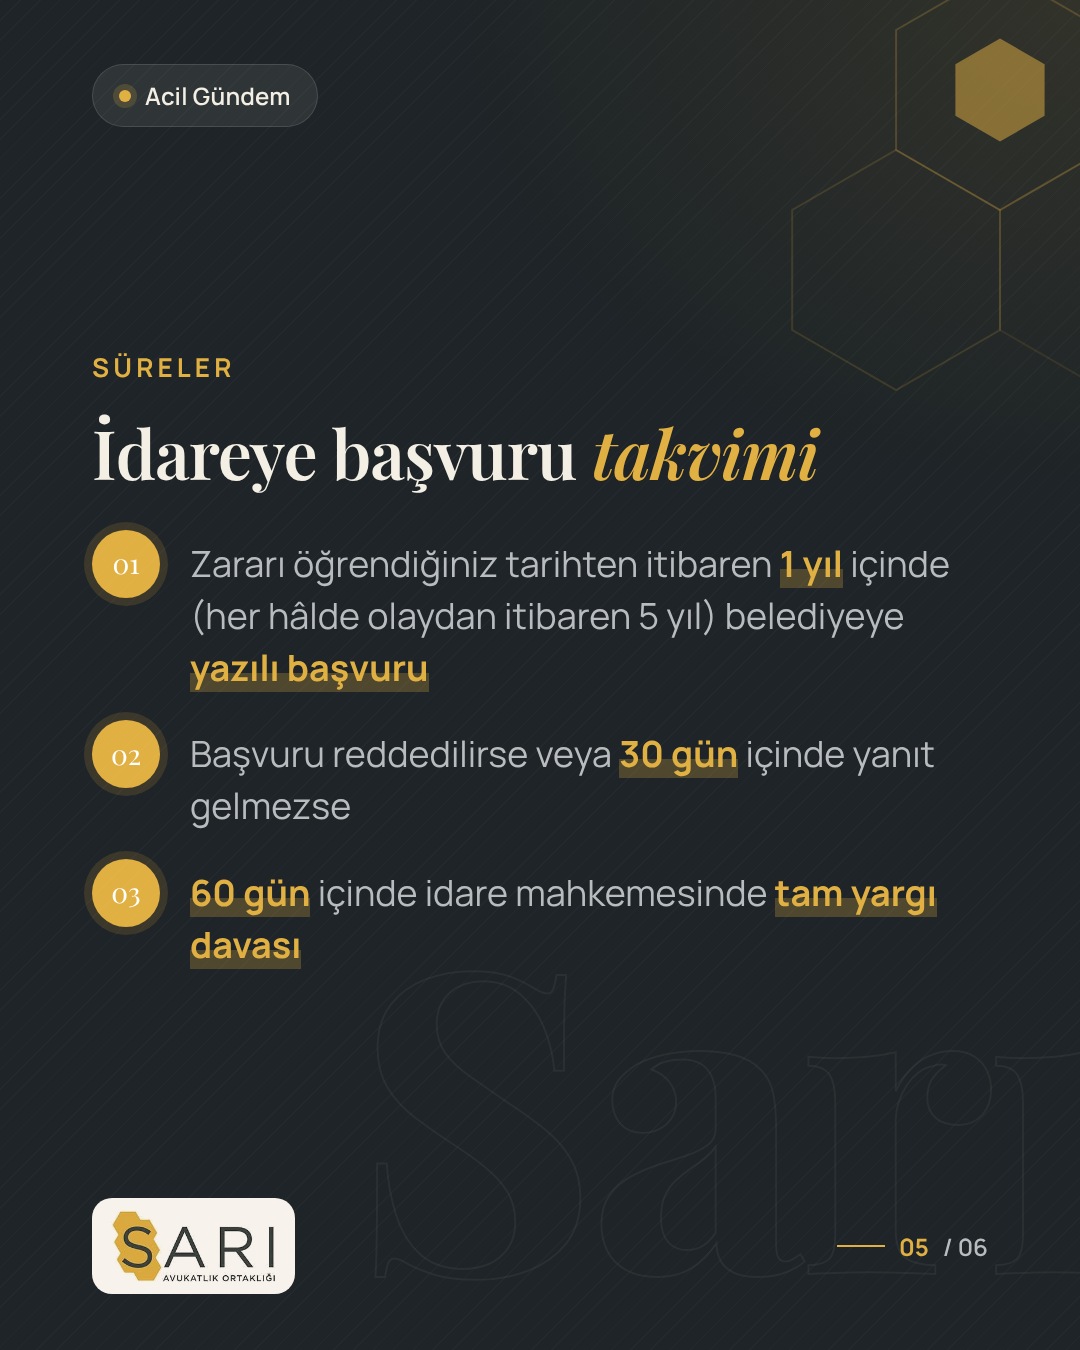 Acil Gündem
SÜRELER
İdareye başvuru takvimi
01
Zararı öğrendiğiniz tarihten itibaren 1 yıl içinde
(her hâlde olaydan itibaren 5 yıl) belediyeye
yazılı başvuru
02
Başvuru reddedilirse veya 30 gün içinde yanıt
gelmezse
03
60 gün içinde idare mahkemesinde tam yargı
davası
Sarı
SARI
AVUKATLIK ORTAKLIĞI
05 / 06